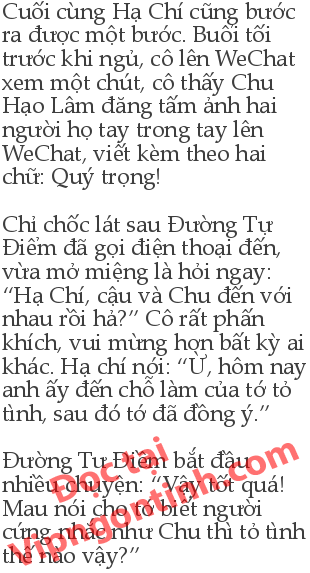 Cuối cùng Hạ Chí cũng bước
ra được một bước. Buổi tối
trước khi ngủ, cô lên WeChat
xem một chút, cô thấy Chu
Hạo Lâm đăng tấm ảnh hai
người họ tay trong tay lên
WeChat, viết kèm theo hai
chữ: Quý trọng!
Chỉ chốc lát sau Đường Tự
Điểm đã gọi điện thoại đến,
vừa mở miệng là hỏi ngay:
“Hạ Chí, cậu và Chu đến với
nhau rồi hả?” Cô rất phấn
khích, vui mừng hơn bất kỳ ai
khác. Hạ chí nói: “Ừ, hôm nay
anh ấy đến chỗ làm của tớ tỏ
tình, sau đó tớ đã đồng ý.”
Đường Tự Điểm bắt đầu
nhiều chuyện: “Vậy tốt quá!
Mau nói cho tớ biết người
cứng nhắc như Chu thì tỏ tình
thế nào vậy?”
Đọc tại
Vipngontinh.com